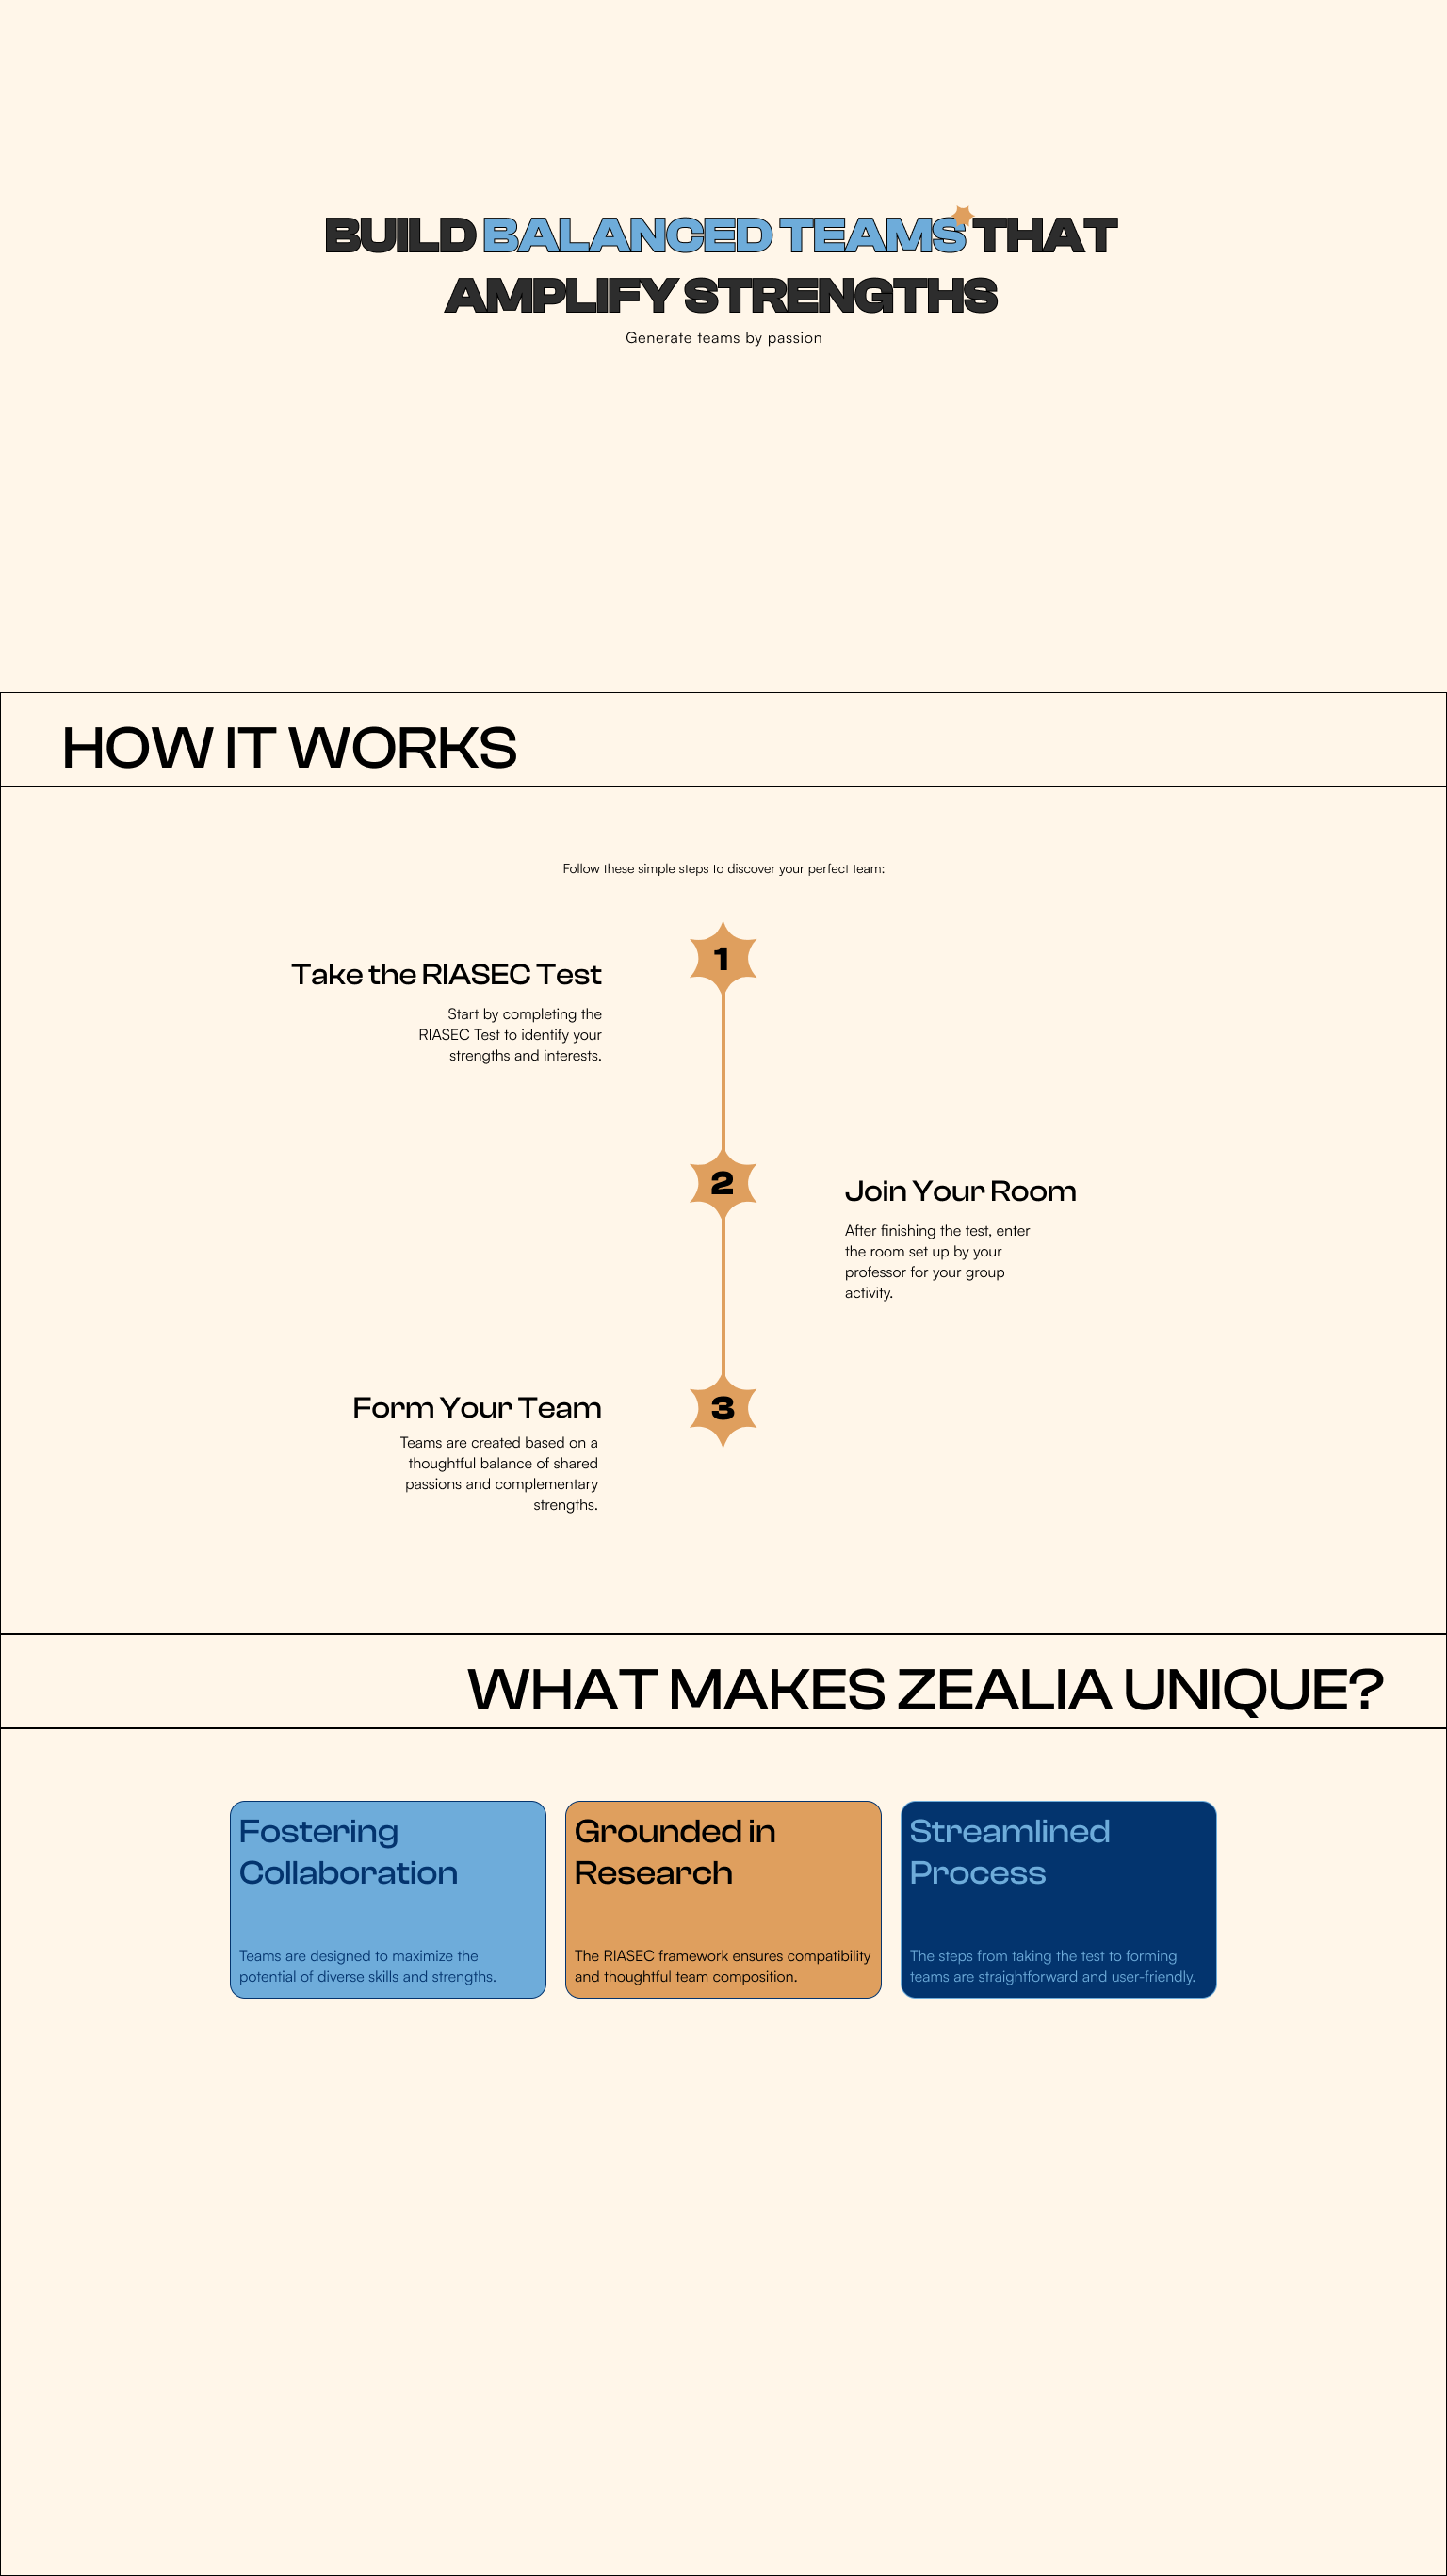 BUILD BALANCED TEAMS THAT
AMPLIFY STRENGTHS
Generate teams by passion
HOW IT WORKS
Follow these simple steps to discover your perfect team:
1
Take the RIASEC Test
Start by completing the
RIASEC Test to identify your
strengths and interests.
2
Join Your Room
After finishing the test, enter
the room set up by your
professor for your group
activity.
3
Form Your Team
Teams are created based on a
thoughtful balance of shared
passions and complementary
strengths.
WHAT MAKES ZEALIA UNIQUE?
Fostering
Collaboration
Teams are designed to maximize the
potential of diverse skills and strengths.
Grounded in
Research
The RIASEC framework ensures compatibility
and thoughtful team composition.
Streamlined
Process
The steps from taking the test to forming
teams are straightforward and user-friendly.